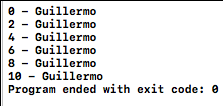 0 - Guillermo
2 - Guillermo
4 - Guillermo
6 - Guillermo
8 - Guillermo
10 - Guillermo
Program ended with exit code: 0